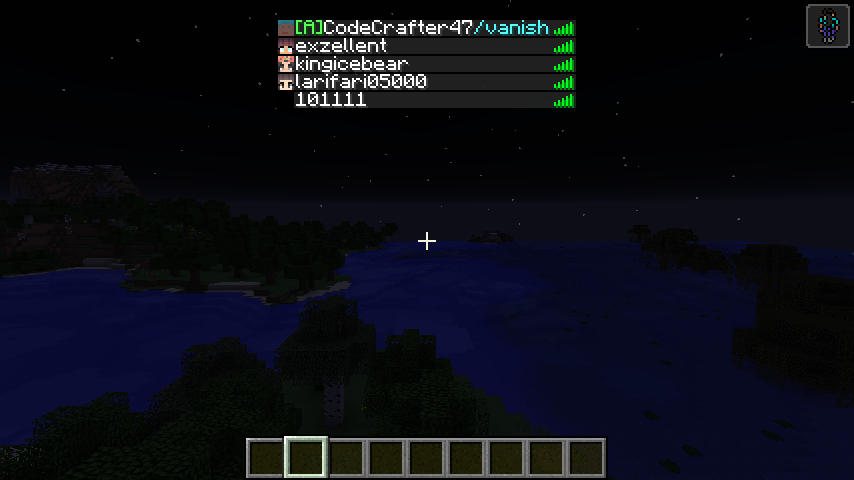 [A]CodeCrafter47/vanish
exzellent
kingicebear
larifari05000
101111